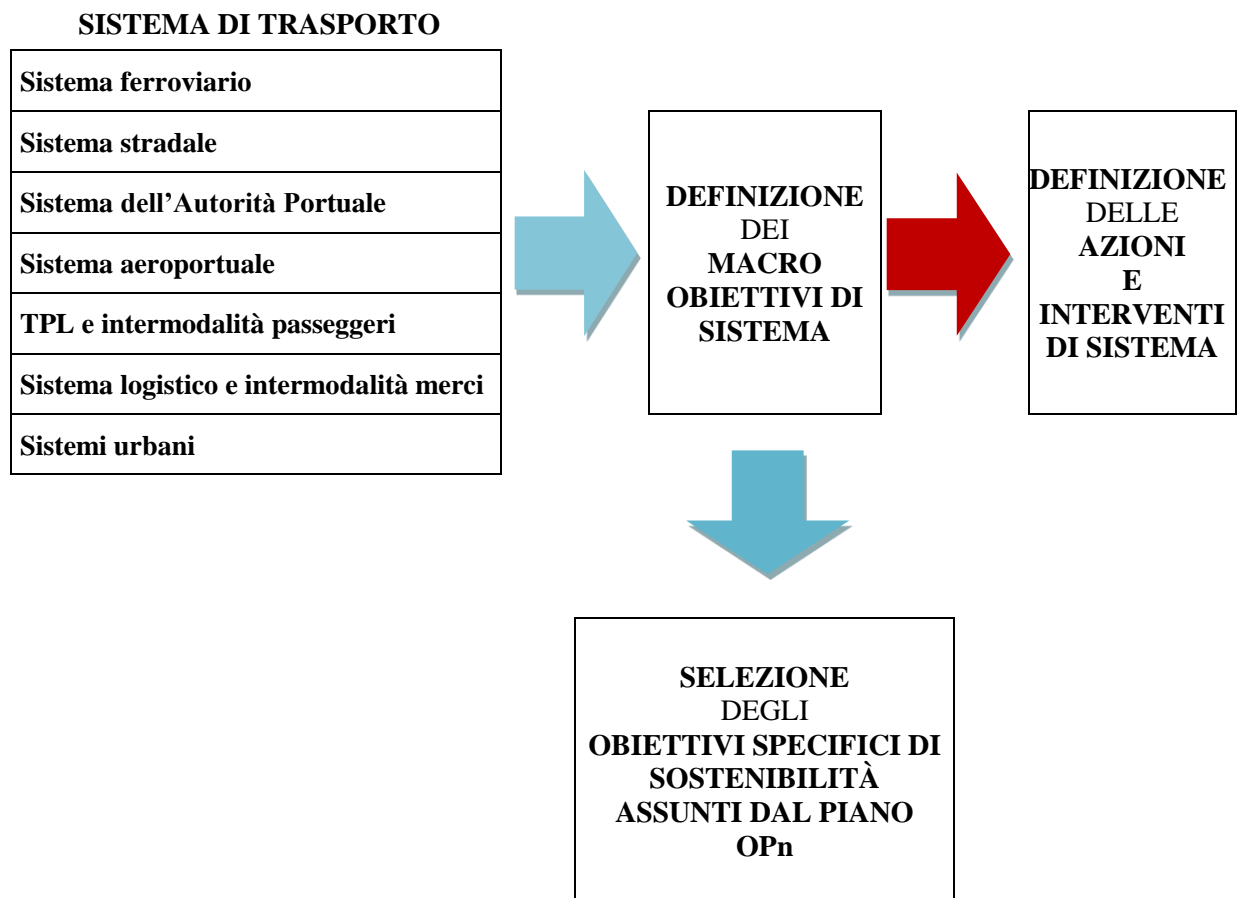 SISTEMA DI TRASPORTO
Sistema ferroviario
Sistema stradale
Sistema dell’Autorità Portuale
Sistema aeroportuale
TPL e intermodalità passeggeri
Sistema logistico e intermodalità merci
Sistemi urbani
DEFINIZIONE
DEI
MACRO
OBIETTIVI DI
SISTEMA
DEFINIZIONE
DELLE
AZIONI
E
INTERVENTI
DI SISTEMA
SELEZIONE
DEGLI
OBIETTIVI SPECIFICI DI
SOSTENIBILITÀ
ASSUNTI DAL PIANO
OPn